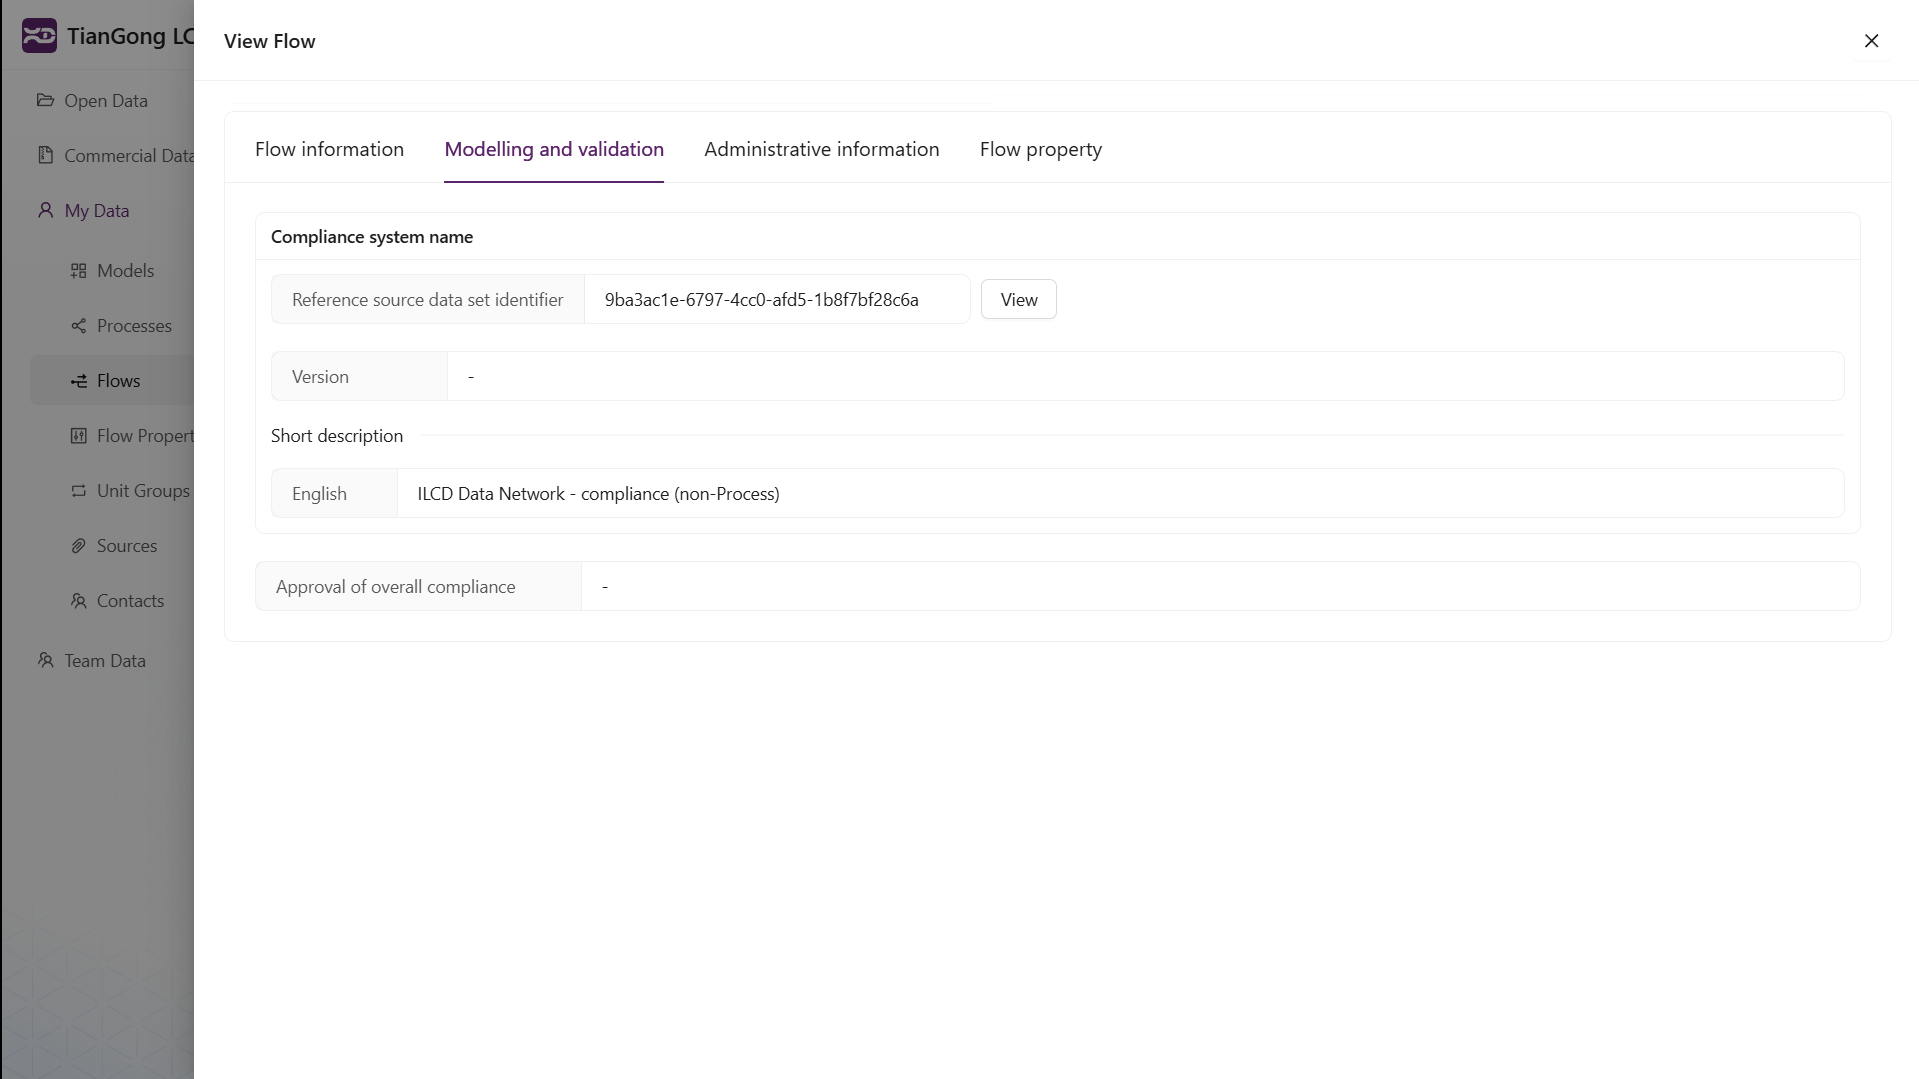 TianGong LC
View Flow
Open Data
Commercial Data
My Data
Models
Processes
Flows
Flow Propert
Unit Groups
Sources
Contacts
Team Data
Flow information
Modelling and validation
Administrative information
Flow property
Compliance system name
Reference source data set identifier
9ba3ac1e-6797-4cc0-afd5-1b8f7bf28c6a
View
Version
-
Short description
English
ILCD Data Network - compliance (non-Process)
Approval of overall compliance
-